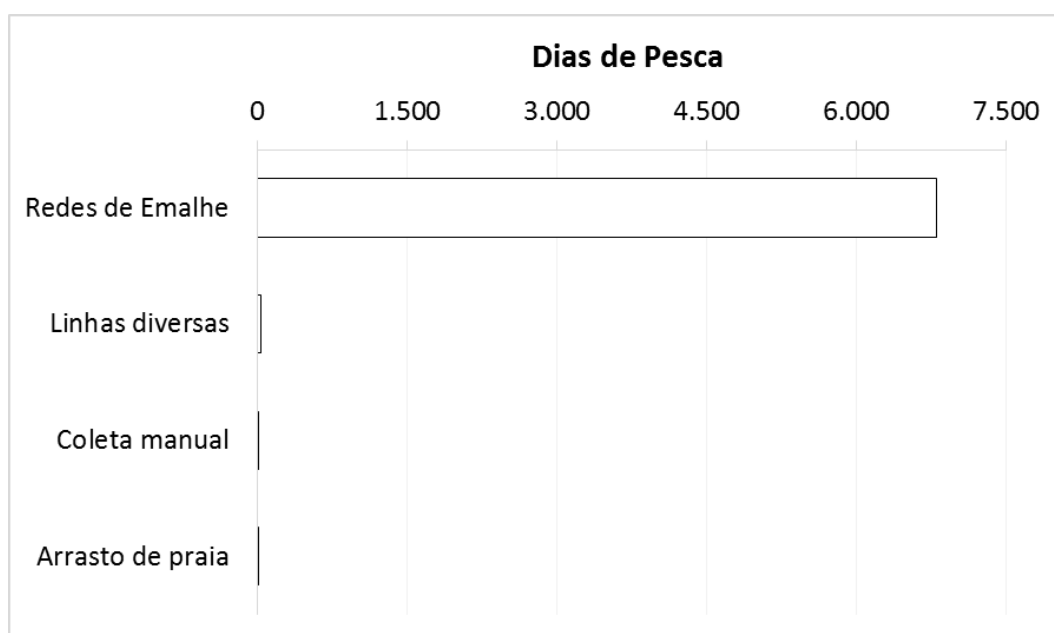 Dias de Pesca
0 1.500 3.000 4.500 6.000 7.500
Redes de Emalhe
Linhas diversas
Coleta manual
Arrasto de praia